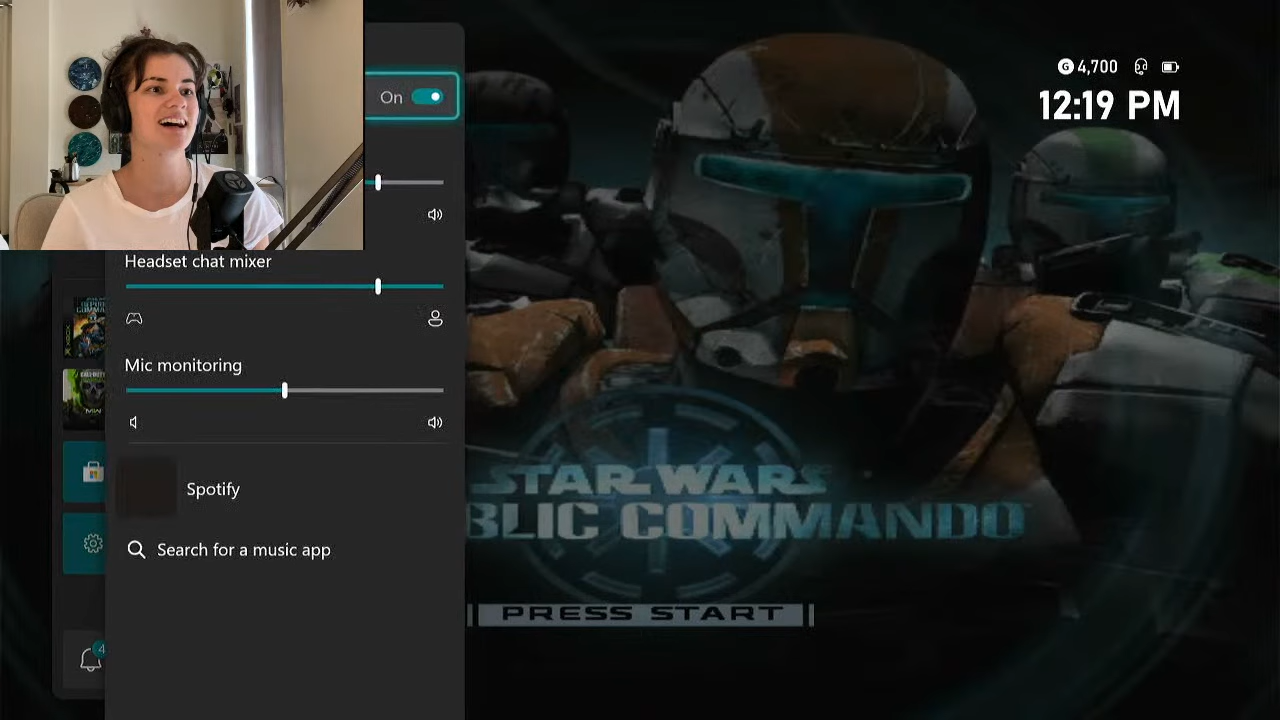 4,700
12:19 PM
On
Headset chat mixer
Mic monitoring
Spotify
Search for a music app
STAR WARS
BLIC COMMANDO
PRESS START
4